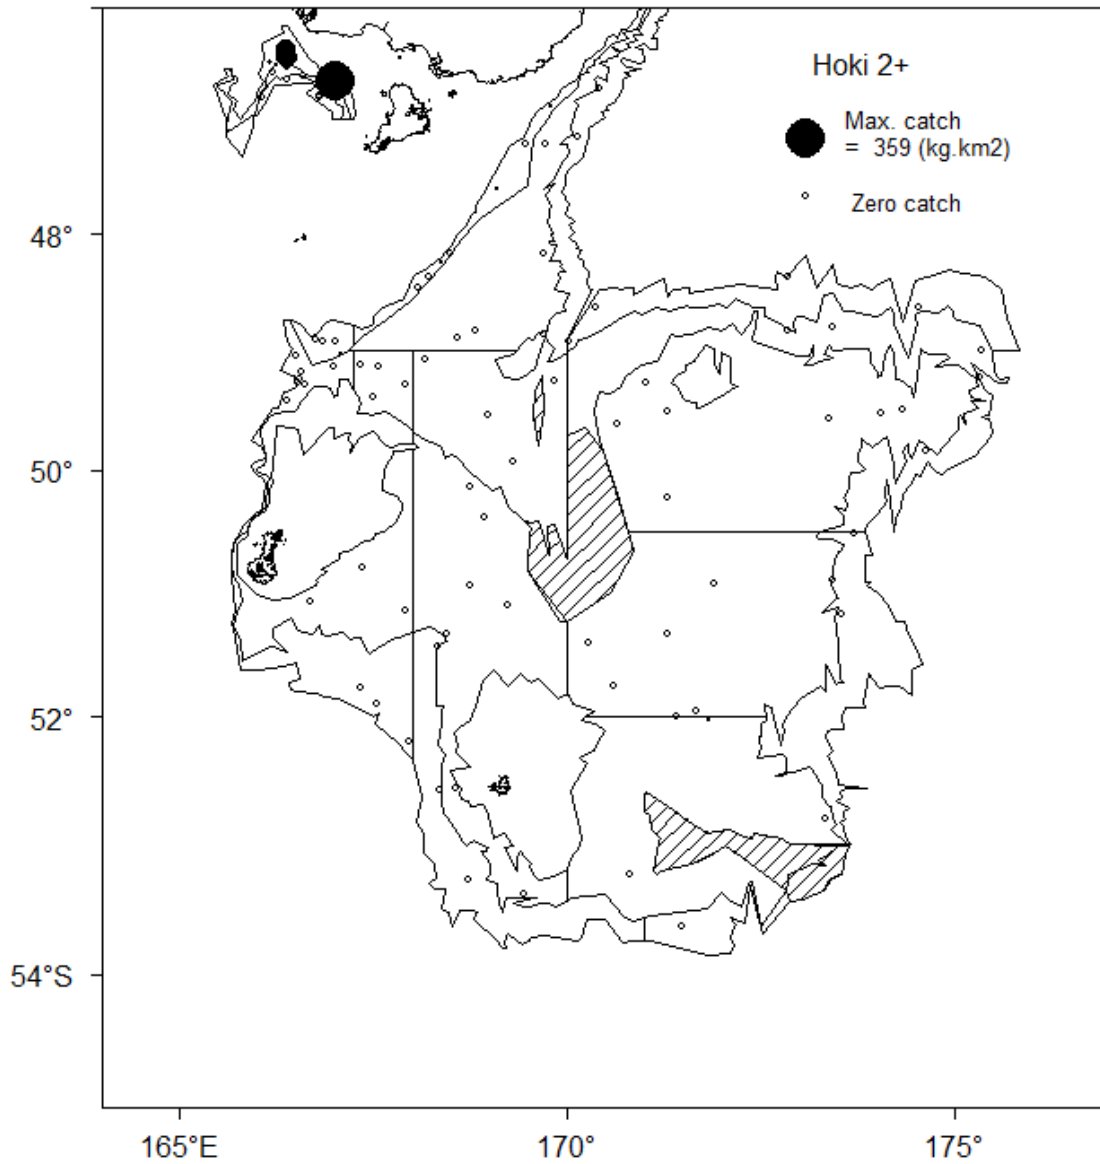 Hoki 2+
Max. catch
= 359 (kg.km2)
Zero catch
48°
50°
52°
54°S
165°E
170°
175°